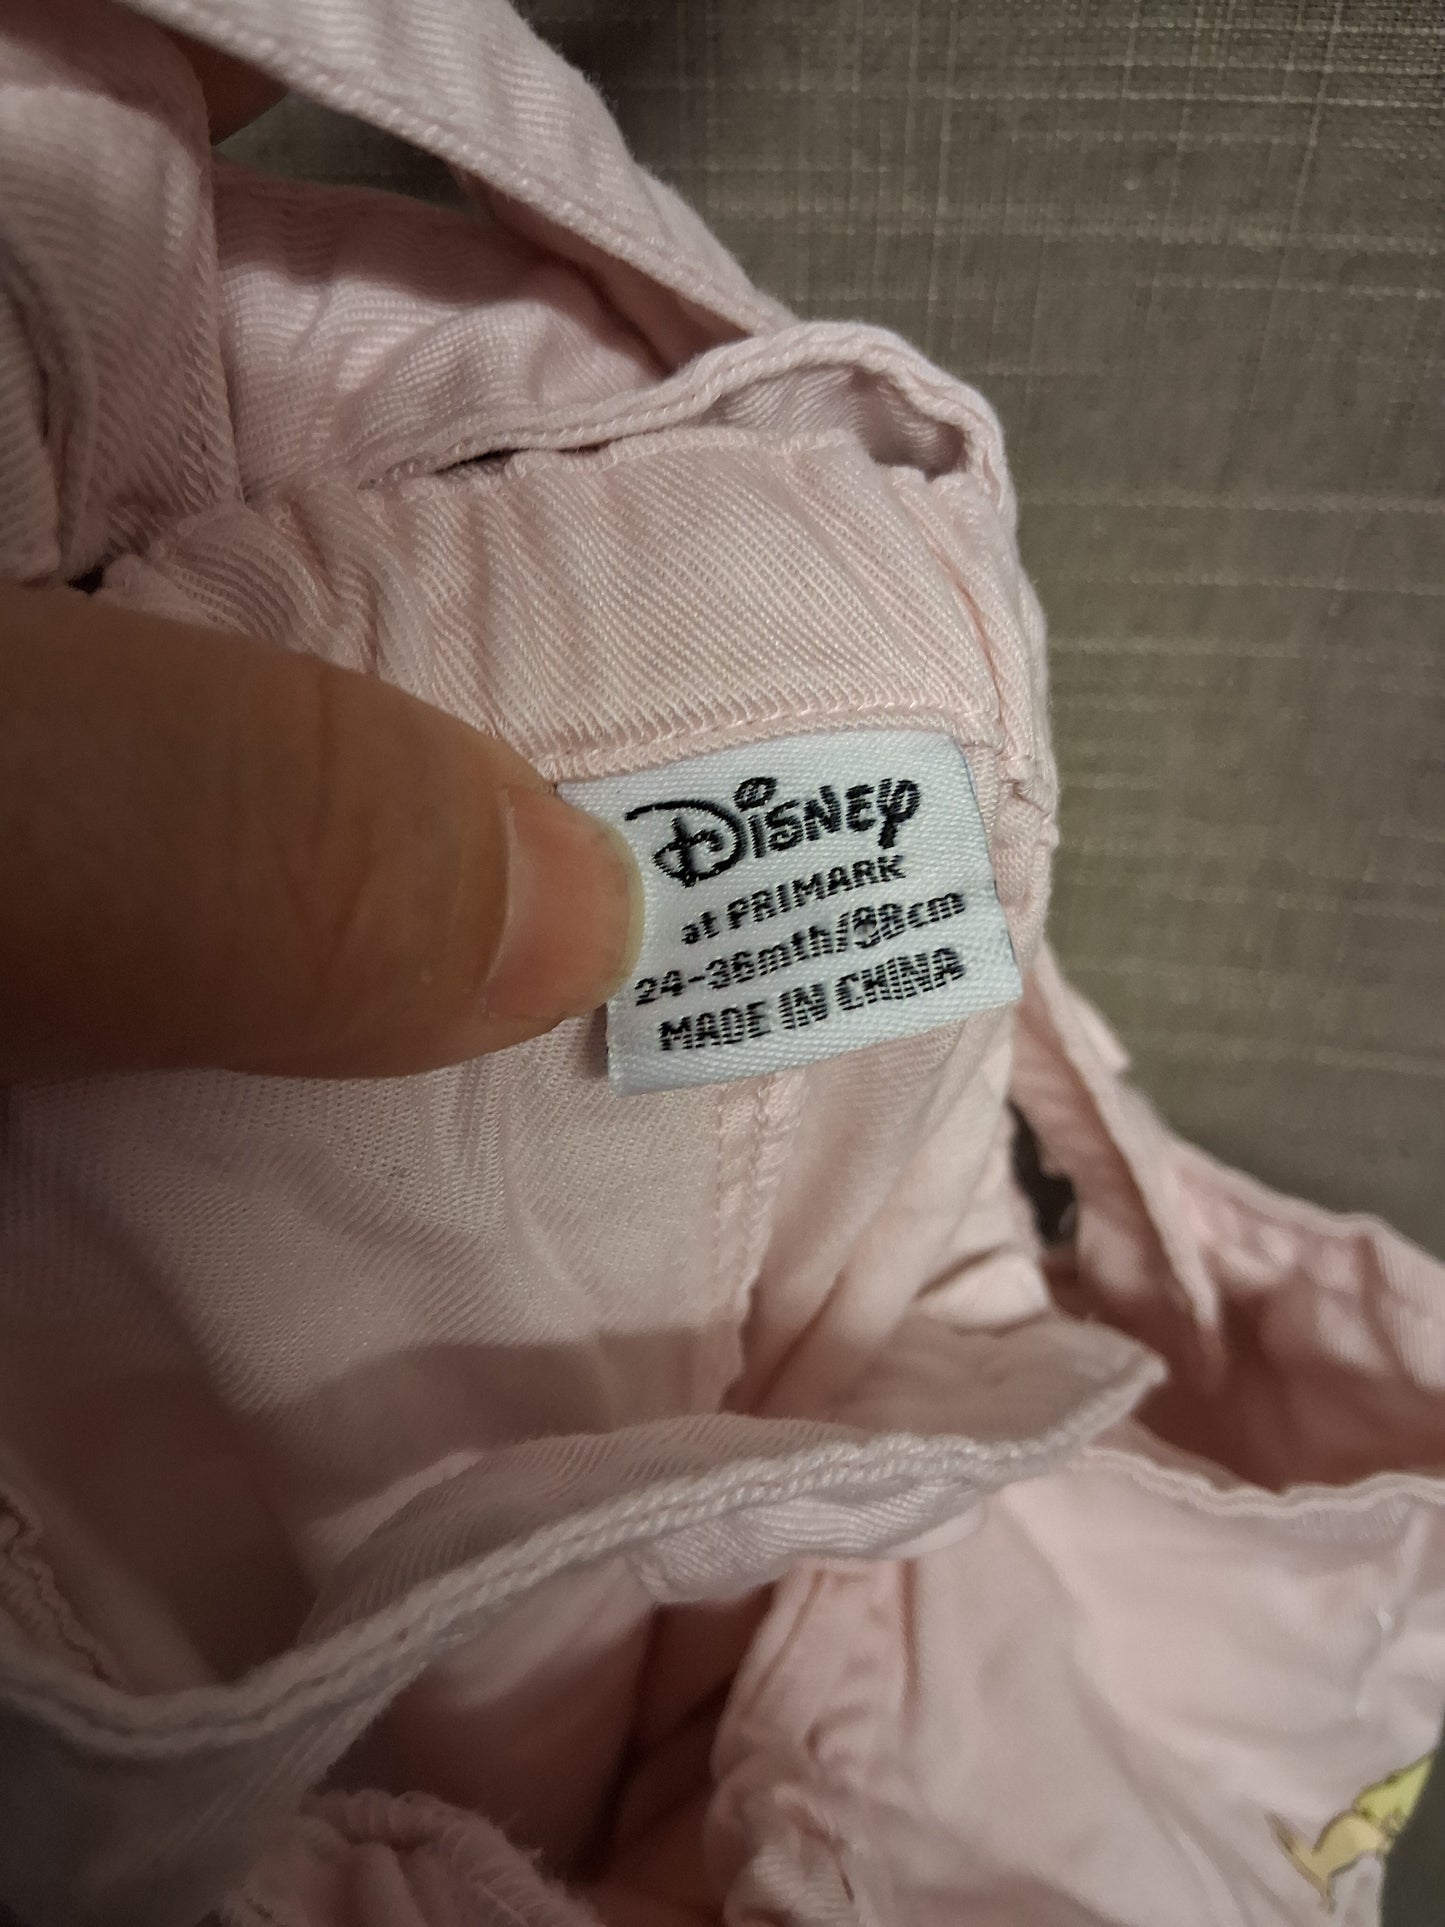 Disney
at PRIMARK
24-36mth/98cm
MADE IN CHINA